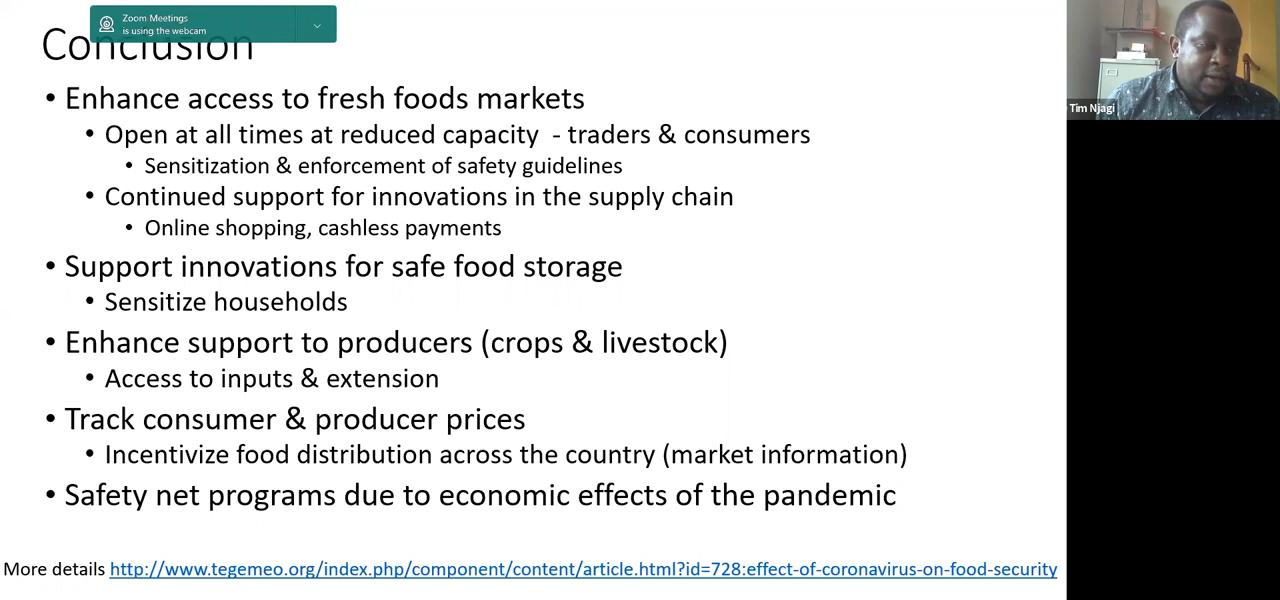 Zoom Meetings
is using the webcam
Conclusion
• Enhance access to fresh foods markets
• Open at all times at reduced capacity - traders & consumers
• Sensitization & enforcement of safety guidelines
• Continued support for innovations in the supply chain
• Online shopping, cashless payments
• Support innovations for safe food storage
• Sensitize households
• Enhance support to producers (crops & livestock)
• Access to inputs & extension
• Track consumer & producer prices
• Incentivize food distribution across the country (market information)
• Safety net programs due to economic effects of the pandemic
More details http://www.tegemeo.org/index.php/component/content/article.html?id=728:effect-of-coronavirus-on-food-security
Tim Njagi